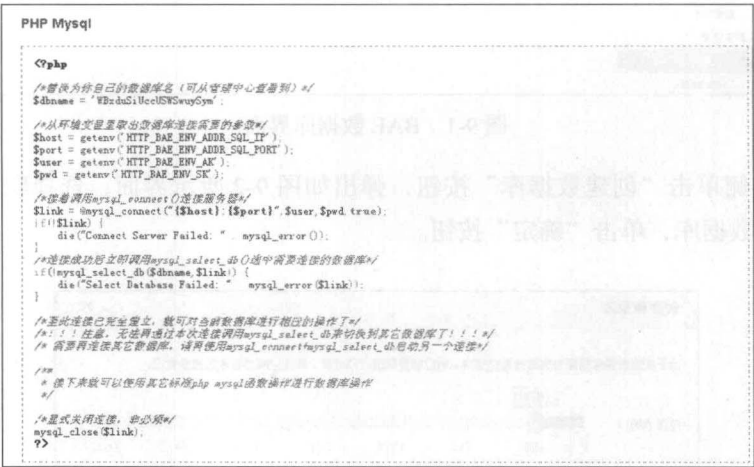 PHP Mysql
<?php
/*替换为你自己的数据库名（可从管理中心查看到）*/
$dbname = 'WBzduSiUccUSWSwuySym';
/*从环境变量里取出数据库连接需要的参数*/
$host = getenv('HTTP_BAE_ENV_ADDR_SQL_IP');
$port = getenv('HTTP_BAE_ENV_ADDR_SQL_PORT');
$user = getenv('HTTP_BAE_ENV_AK');
$pwd = getenv('HTTP_BAE_ENV_SK');
/*接着调用mysql_connect()连接服务器*/
$link = @mysql_connect("{$host}:{$port}",$user,$pwd,true);
if(!$link) {
die("Connect Server Failed: " . mysql_error());
}
/*连接成功后立即调用mysql_select_db()选中需要连接的数据库*/
if(!mysql_select_db($dbname,$link)) {
die("Select Database Failed: " . mysql_error($link));
}
/*至此连接已完全建立，就可对当前数据库进行相应的操作了*/
/*！！！注意，无法再通过本次连接调用mysql_select_db来切换到其它数据库了！！！*/
/* 需要再连接其它数据库，请再使用mysql_connect+mysql_select_db启动另一个连接*/
/**
* 接下来就可以使用其它标准php mysql函数操作进行数据库操作
*/
/*显式关闭连接，非必须*/
mysql_close($link);
?>